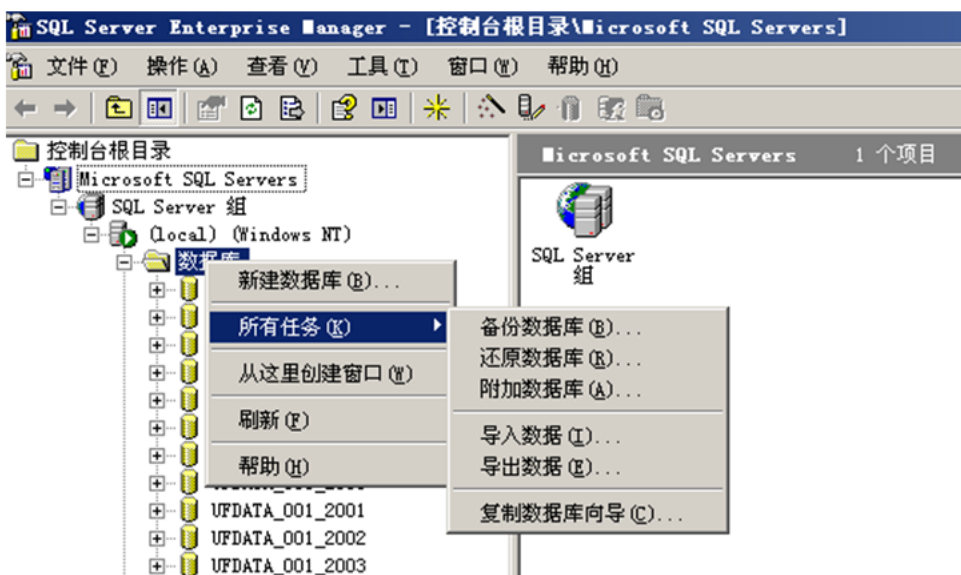 SQL Server Enterprise Manager - [控制台根目录\Microsoft SQL Servers]
文件(F) 操作(A) 查看(V) 工具(T) 窗口(W) 帮助(H)
控制台根目录
Microsoft SQL Servers
SQL Server 组
(local) (Windows NT)
数据库
新建数据库(B)...
所有任务(K)
从这里创建窗口(W)
刷新(F)
帮助(H)
备份数据库(B)...
还原数据库(R)...
附加数据库(A)...
导入数据(I)...
导出数据(E)...
复制数据库向导(C)...
UFDATA_001_2001
UFDATA_001_2002
UFDATA_001_2003
Microsoft SQL Servers 1 个项目
SQL Server
组